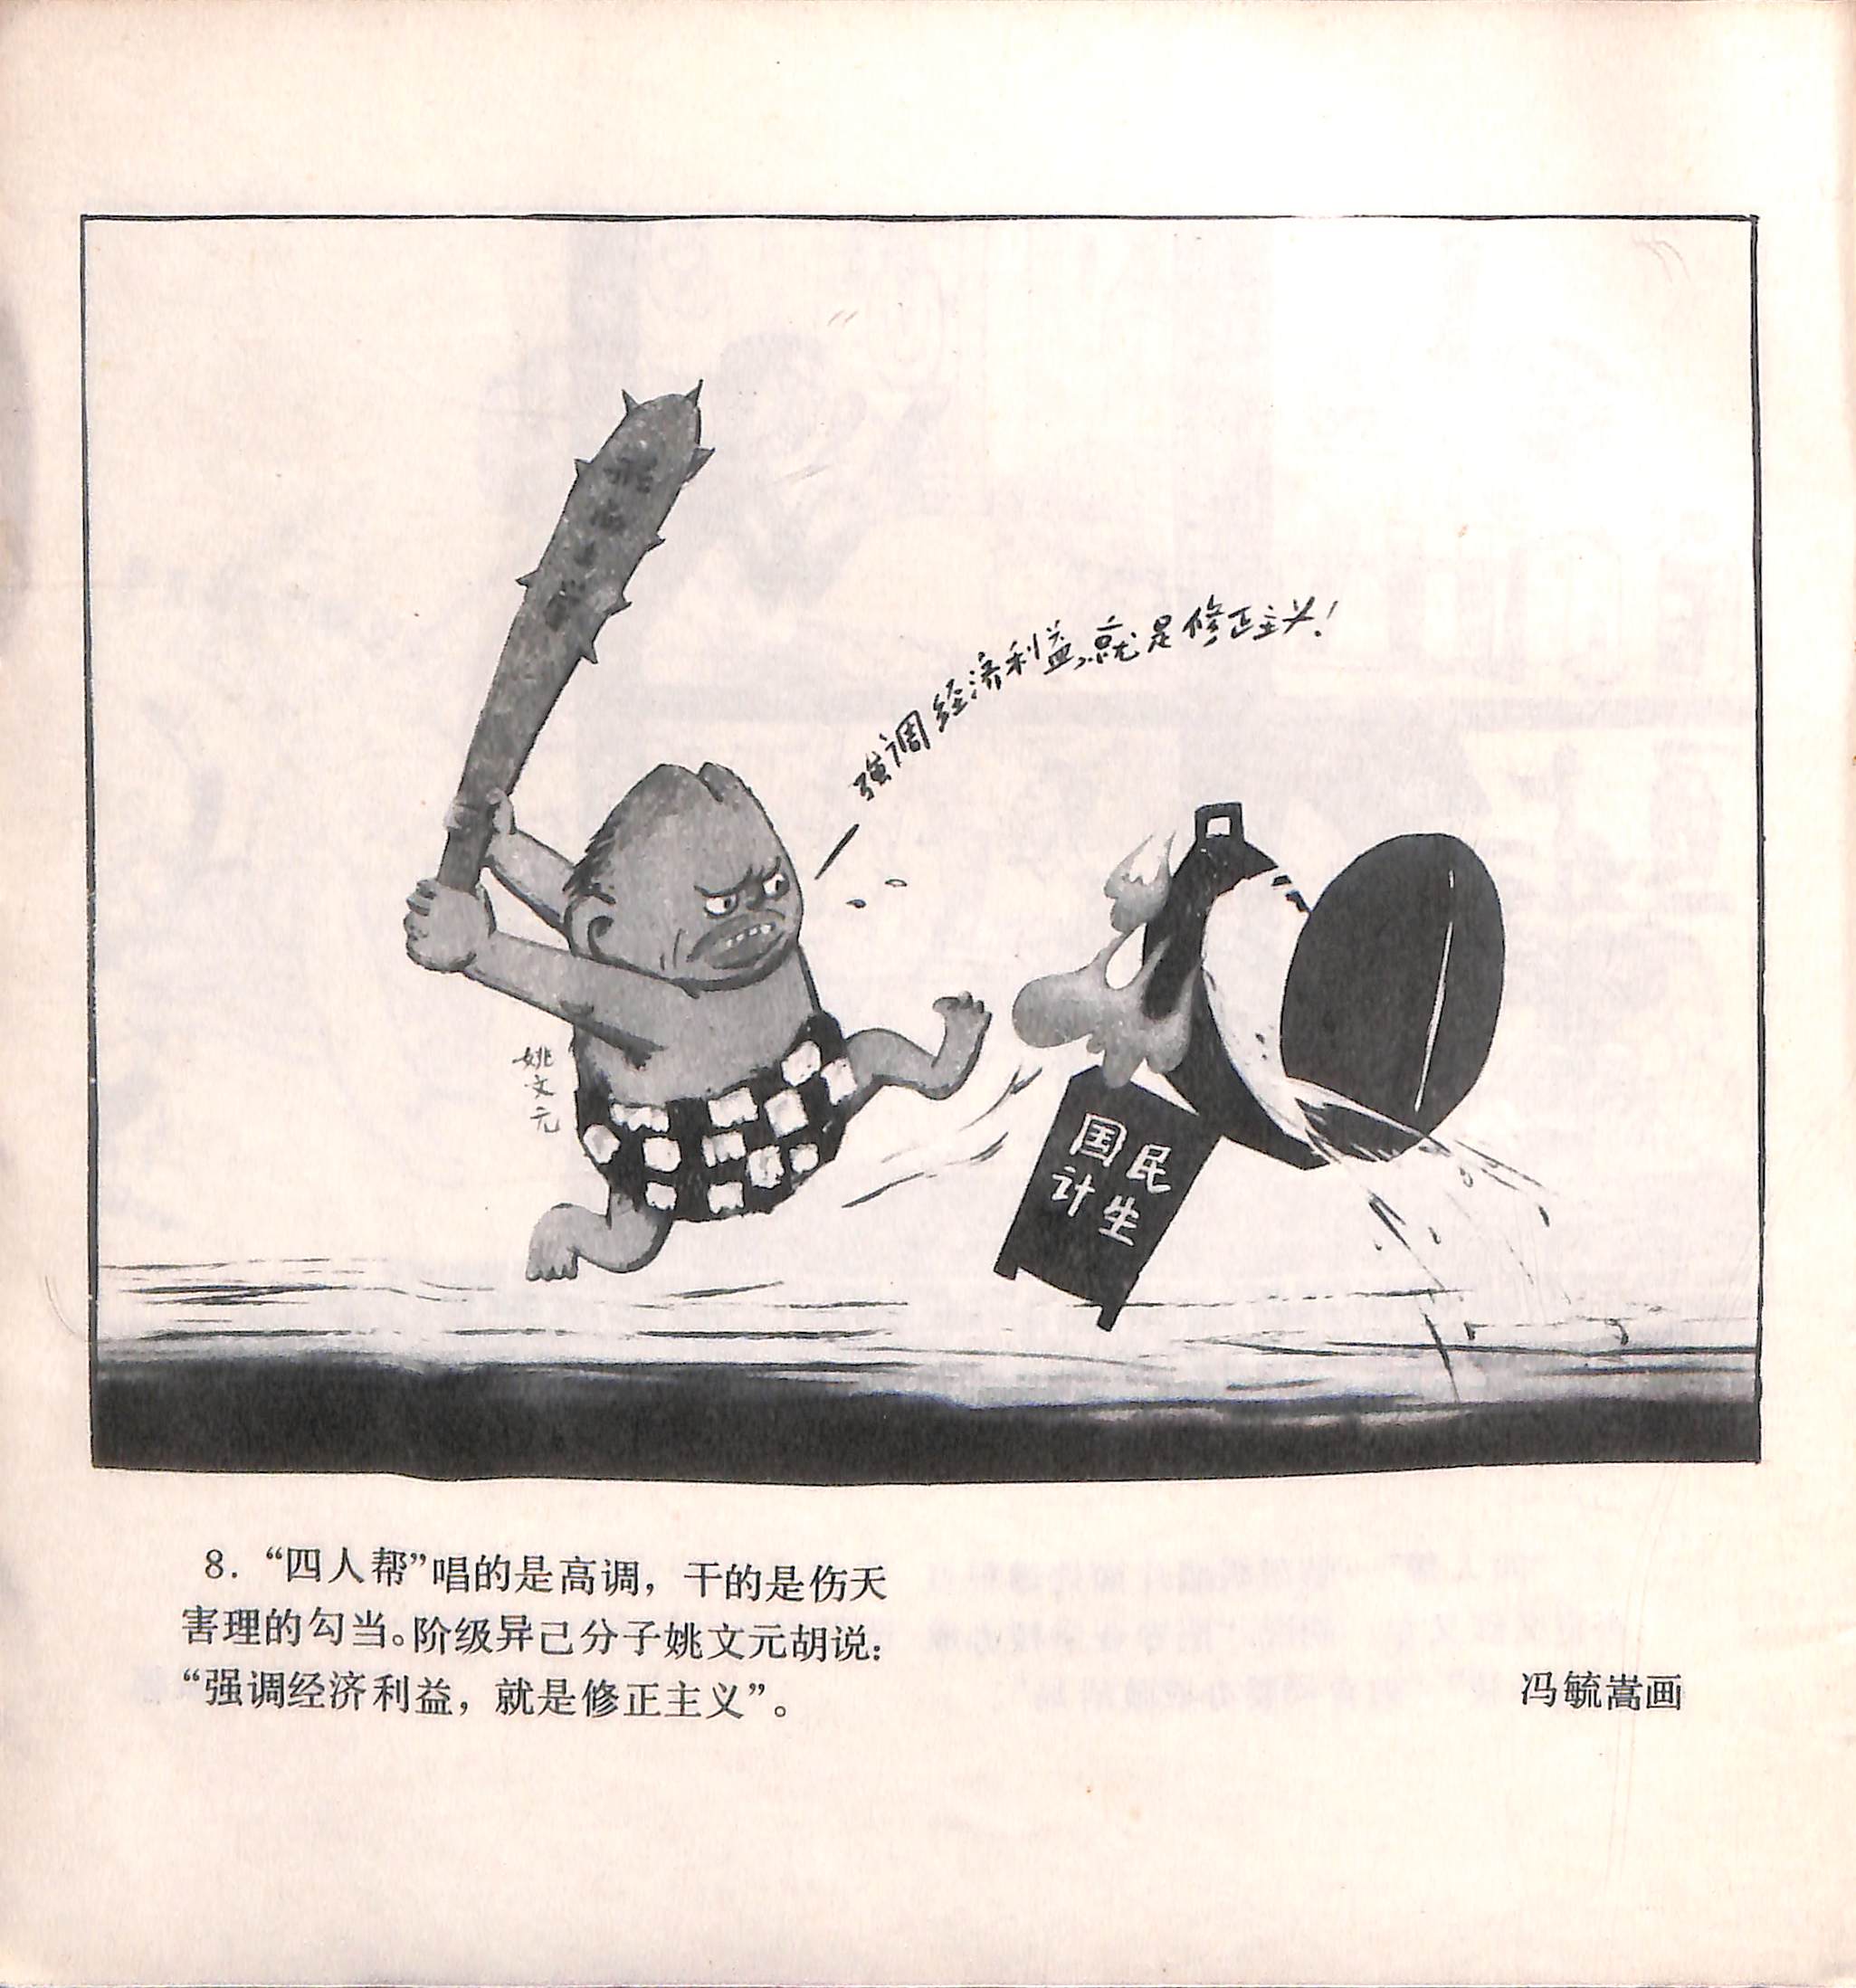 强调经济利益,就是修正主义!
姚文元
国民
计生
8.“四人帮”唱的是高调，干的是伤天
害理的勾当。阶级异己分子姚文元胡说：
“强调经济利益，就是修正主义”。
冯毓嵩画